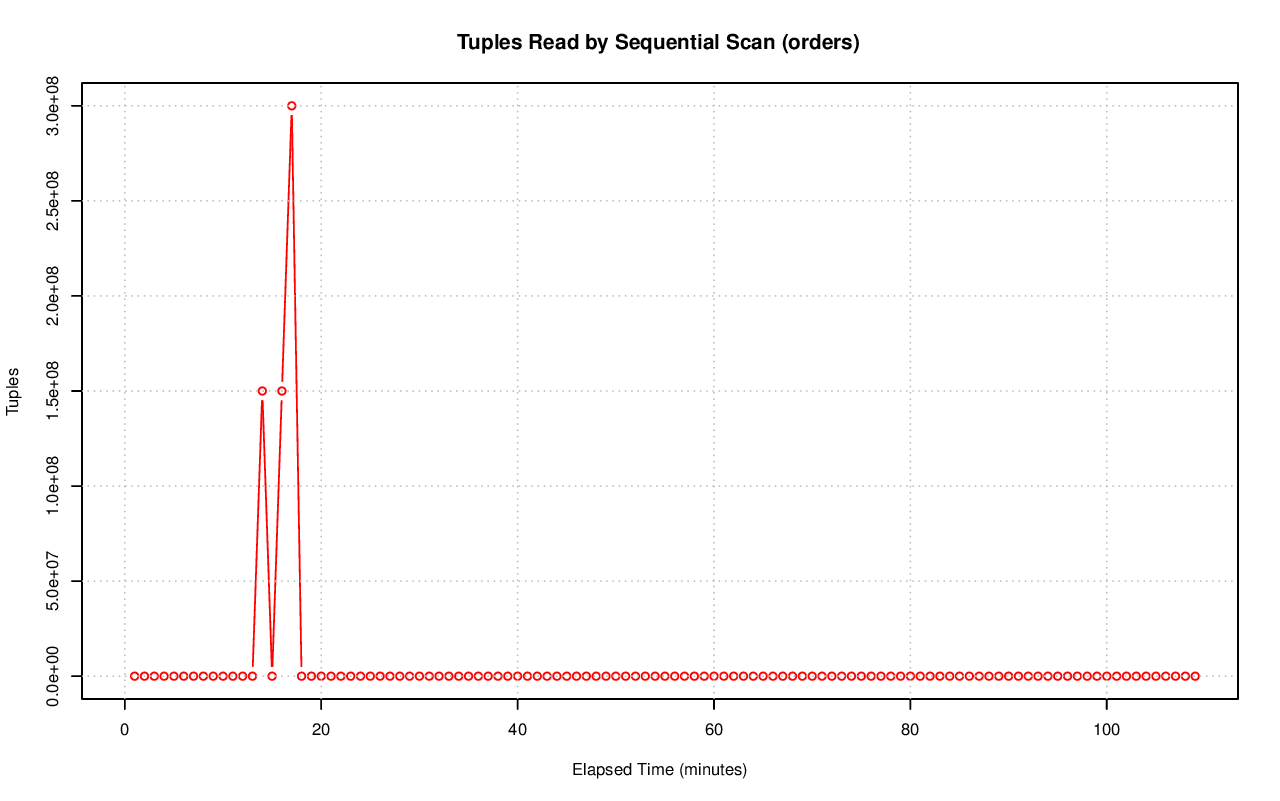 Tuples Read by Sequential Scan (orders)
3.0e+08
2.5e+08
2.0e+08
1.5e+08
1.0e+08
5.0e+07
0.0e+00
Tuples
0 20 40 60 80 100
Elapsed Time (minutes)